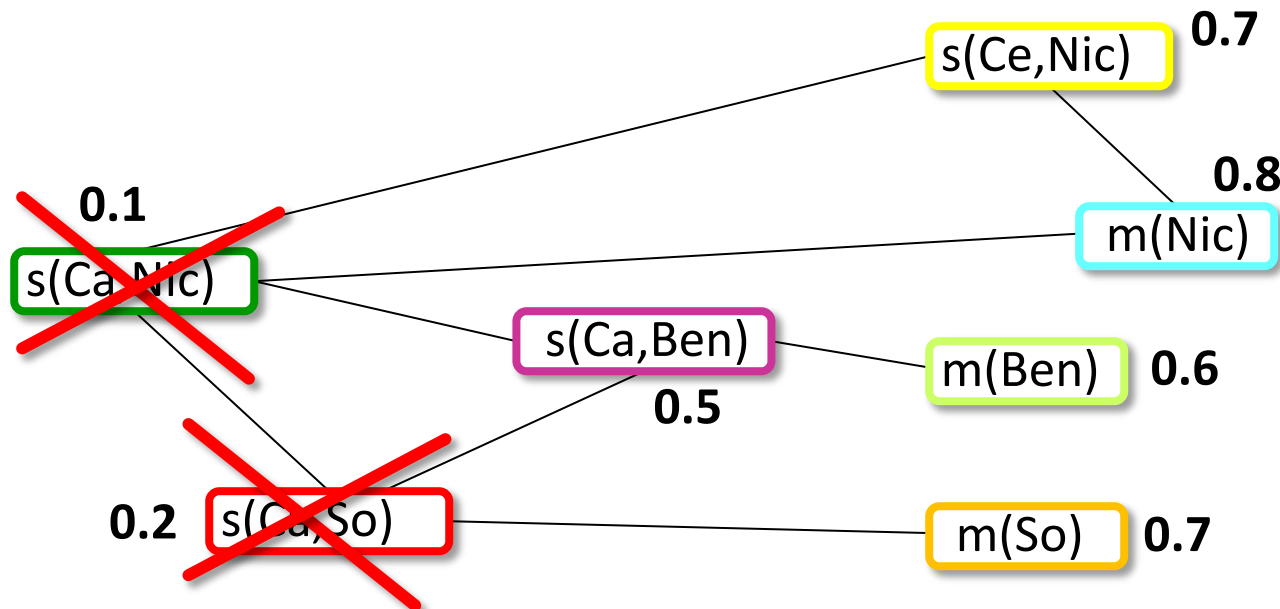 0.7
s(Ce,Nic)
0.8
m(Nic)
0.1
s(Ca,Nic)
s(Ca,Ben)
0.5
m(Ben) 0.6
0.2 s(Ca,So)
m(So) 0.7